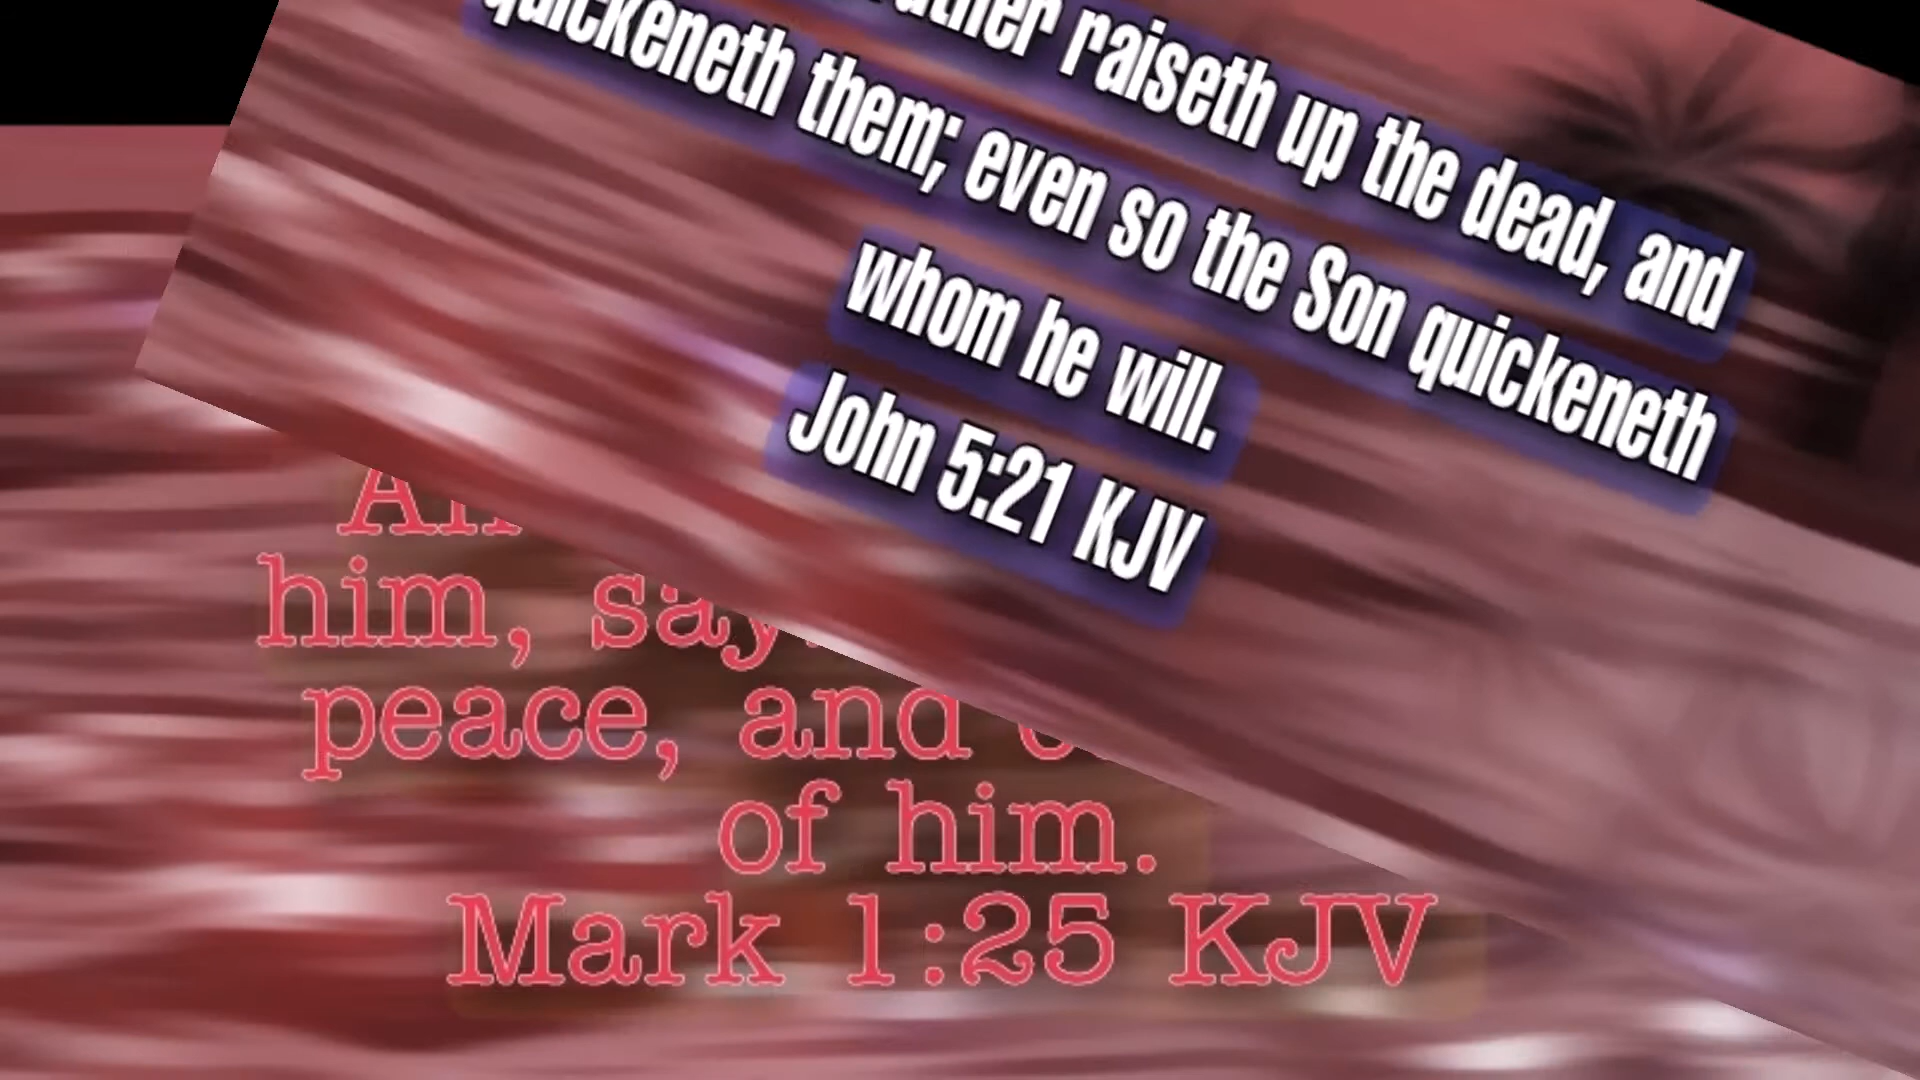 raiseth up the dead, and
quickeneth them; even so the Son quickeneth
whom he will.
John 5:21 KJV
him,
peace, and
of him.
Mark 1:25 KJV